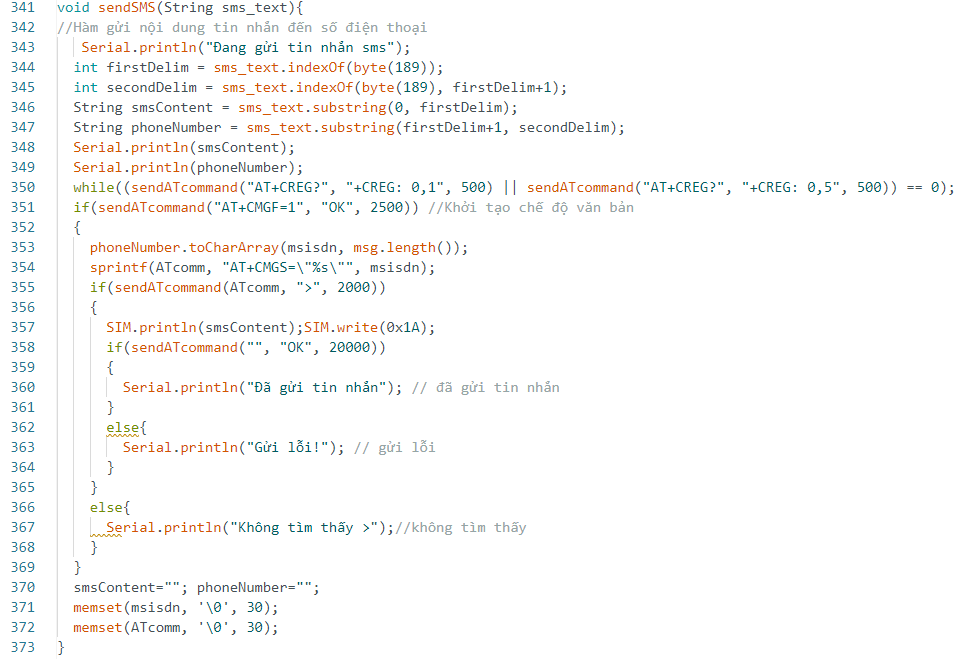 341 void sendSMS(String sms_text){
342 //Hàm gửi nội dung tin nhắn đến số điện thoại
343 Serial.println("Đang gửi tin nhắn sms");
344 int firstDelim = sms_text.indexOf(byte(189));
345 int secondDelim = sms_text.indexOf(byte(189), firstDelim+1);
346 String smsContent = sms_text.substring(0, firstDelim);
347 String phoneNumber = sms_text.substring(firstDelim+1, secondDelim);
348 Serial.println(smsContent);
349 Serial.println(phoneNumber);
350 while((sendATcommand("AT+CREG?", "+CREG: 0,1", 500) || sendATcommand("AT+CREG?", "+CREG: 0,5", 500)) == 0);
351 if(sendATcommand("AT+CMGF=1", "OK", 2500)) //Khởi tạo chế độ văn bản
352 {
353 phoneNumber.toCharArray(msisdn, msg.length());
354 sprintf(ATcomm, "AT+CMGS=\"%s\"", msisdn);
355 if(sendATcommand(ATcomm, ">", 2000))
356 {
357 SIM.println(smsContent);SIM.write(0x1A);
358 if(sendATcommand("", "OK", 20000))
359 {
360 Serial.println("Đã gửi tin nhắn"); // đã gửi tin nhắn
361 }
362 else{
363 Serial.println("Gửi lỗi!"); // gửi lỗi
364 }
365 }
366 else{
367 Serial.println("Không tìm thấy >");//không tìm thấy
368 }
369 }
370 smsContent=""; phoneNumber="";
371 memset(msisdn, '\0', 30);
372 memset(ATcomm, '\0', 30);
373 }